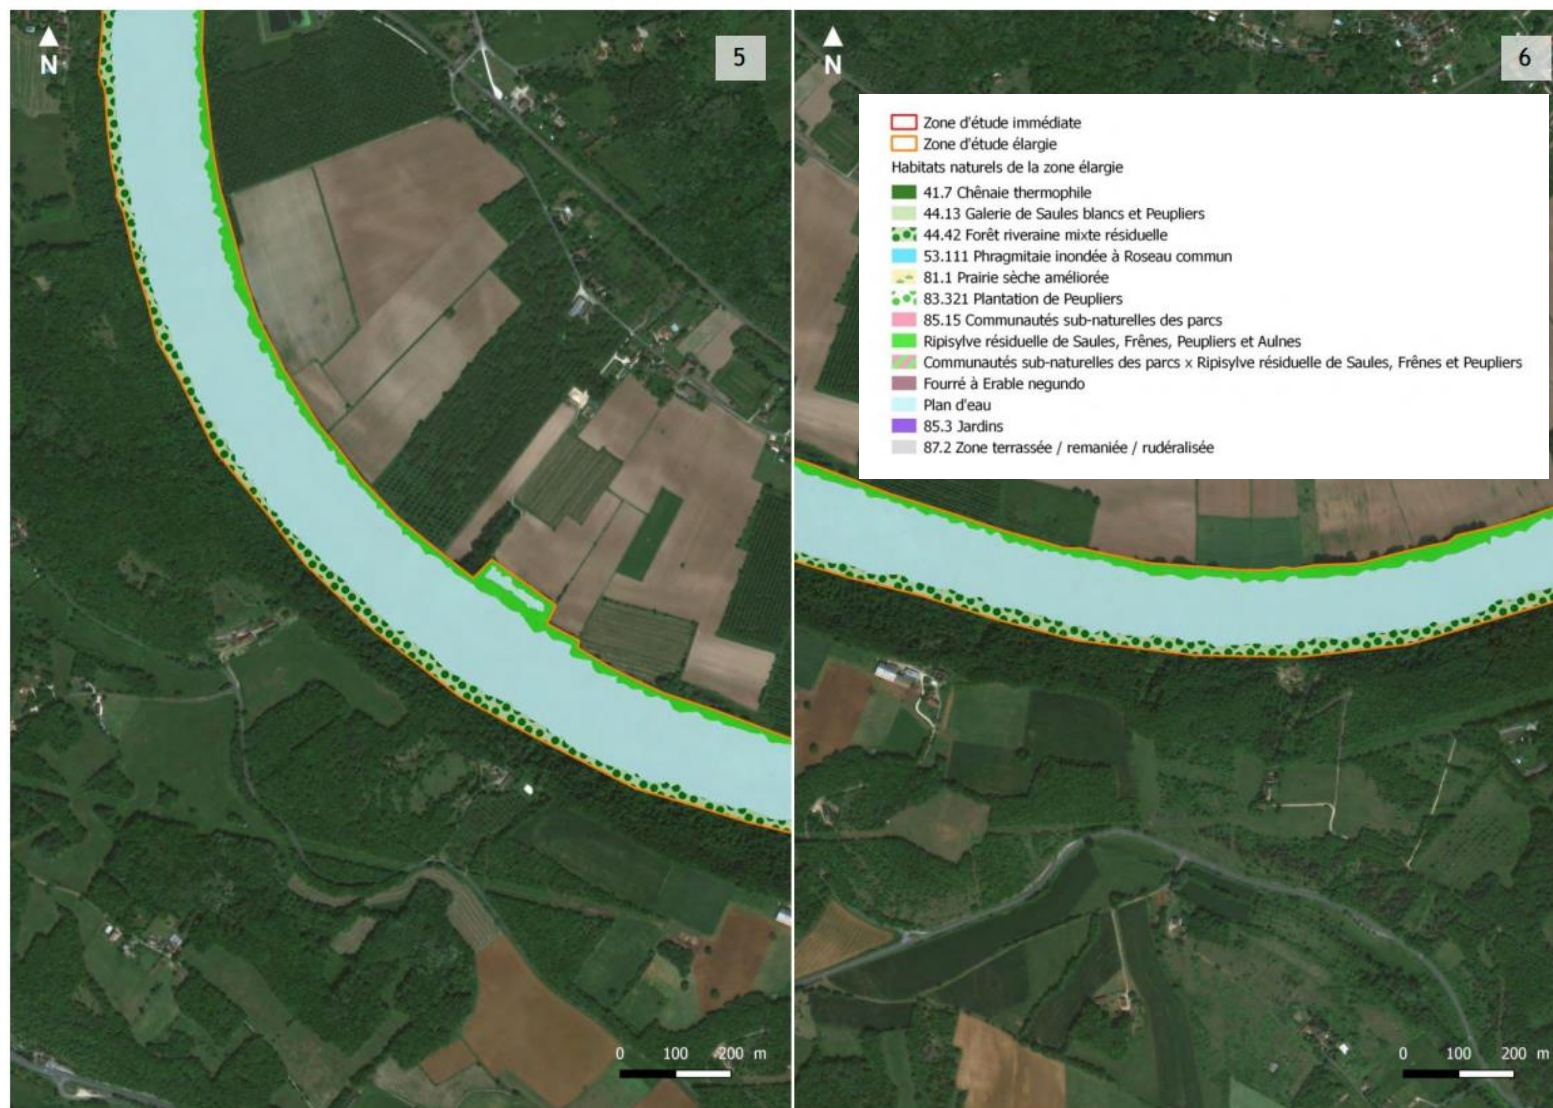 N
5
N
6
Zone d'étude immédiate
Zone d'étude élargie
Habitats naturels de la zone élargie
41.7 Chênaie thermophile
44.13 Galerie de Saules blancs et Peupliers
44.42 Forêt riveraine mixte résiduelle
53.111 Phragmitaie inondée à Roseau commun
81.1 Prairie sèche améliorée
83.321 Plantation de Peupliers
85.15 Communautés sub-naturelles des parcs
Ripisylve résiduelle de Saules, Frênes, Peupliers et Aulnes
Communautés sub-naturelles des parcs x Ripisylve résiduelle de Saules, Frênes et Peupliers
Fourré à Erable negundo
Plan d'eau
85.3 Jardins
87.2 Zone terrassée / remaniée / rudéralisée
0 100 200 m
0 100 200 m